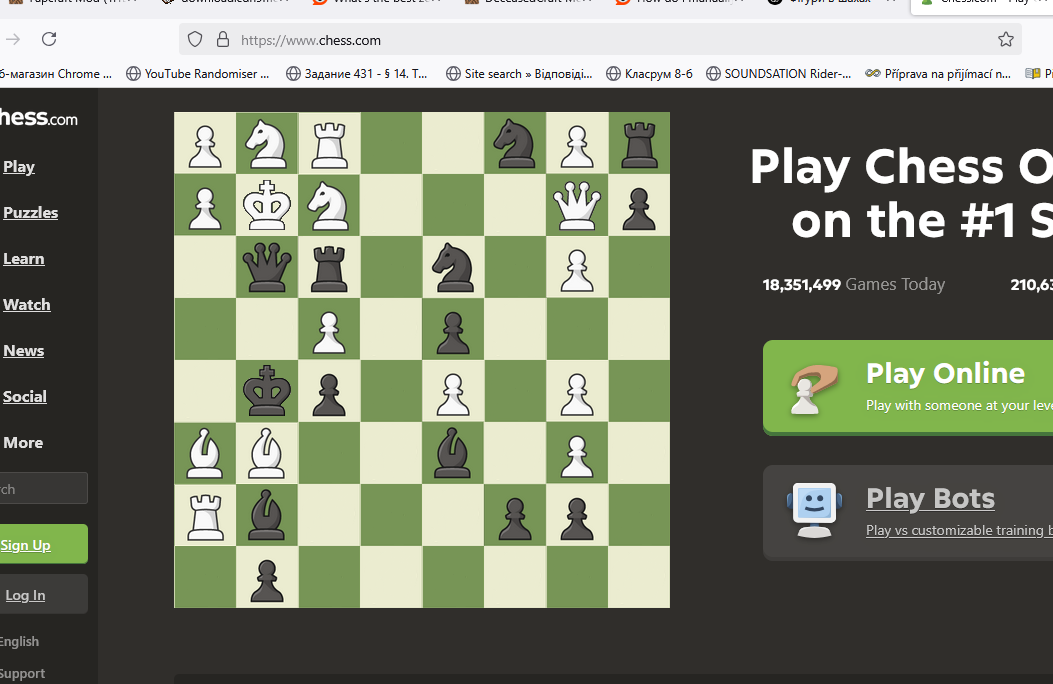 https://www.chess.com
б-магазин Chrome ...
YouTube Randomiser ...
Задание 431 - § 14. Т...
Site search » Відповіді...
Класрум 8-б
SOUNDSATION Rider-...
Příprava na přijímací n...
hess.com
Play
Puzzles
Learn
Watch
News
Social
More
rch
Sign Up
Log In
English
Support
Play Chess O
on the #1 S
18,351,499 Games Today
210,63
Play Online
Play with someone at your leve
Play Bots
Play vs customizable training b